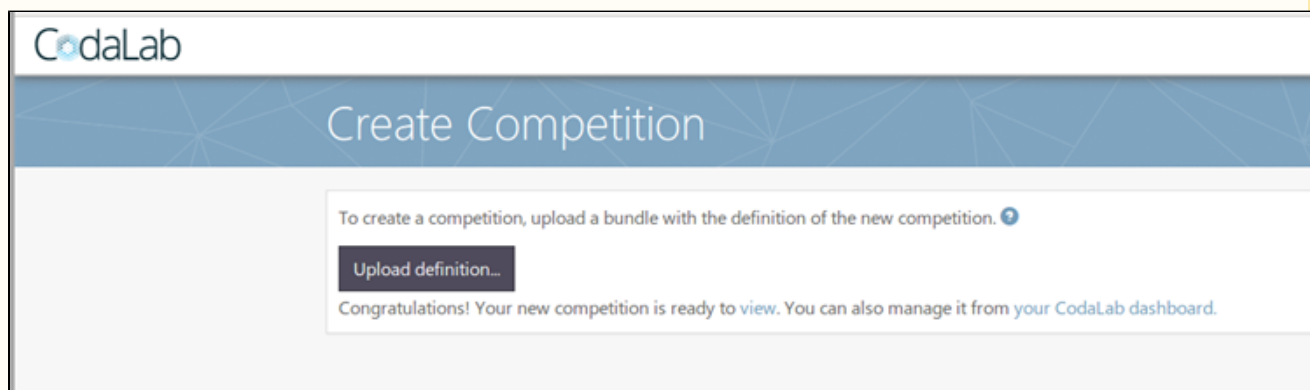 CodaLab
Create Competition
To create a competition, upload a bundle with the definition of the new competition. ?
Upload definition...
Congratulations! Your new competition is ready to view. You can also manage it from your CodaLab dashboard.